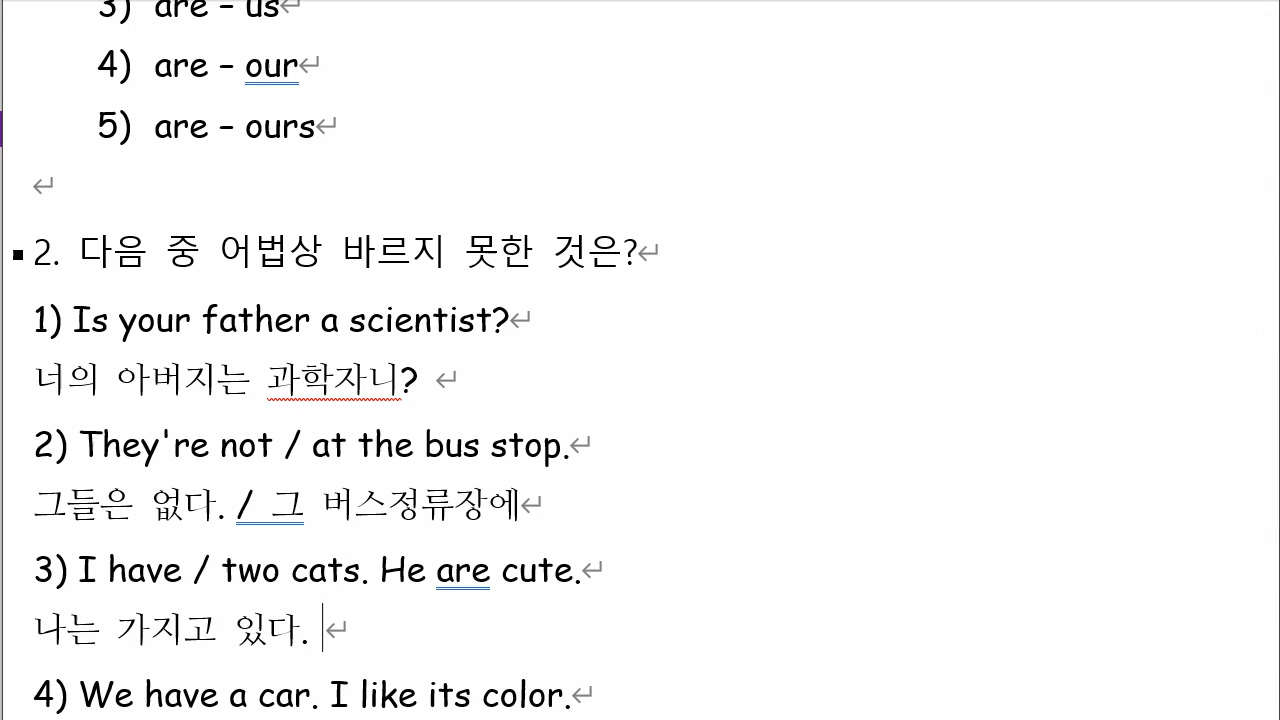 3) are – us
4) are – our
5) are – ours
2. 다음 중 어법상 바르지 못한 것은?
1) Is your father a scientist?
너의 아버지는 과학자니?
2) They're not / at the bus stop.
그들은 없다. / 그 버스정류장에
3) I have / two cats. He are cute.
나는 가지고 있다.
4) We have a car. I like its color.